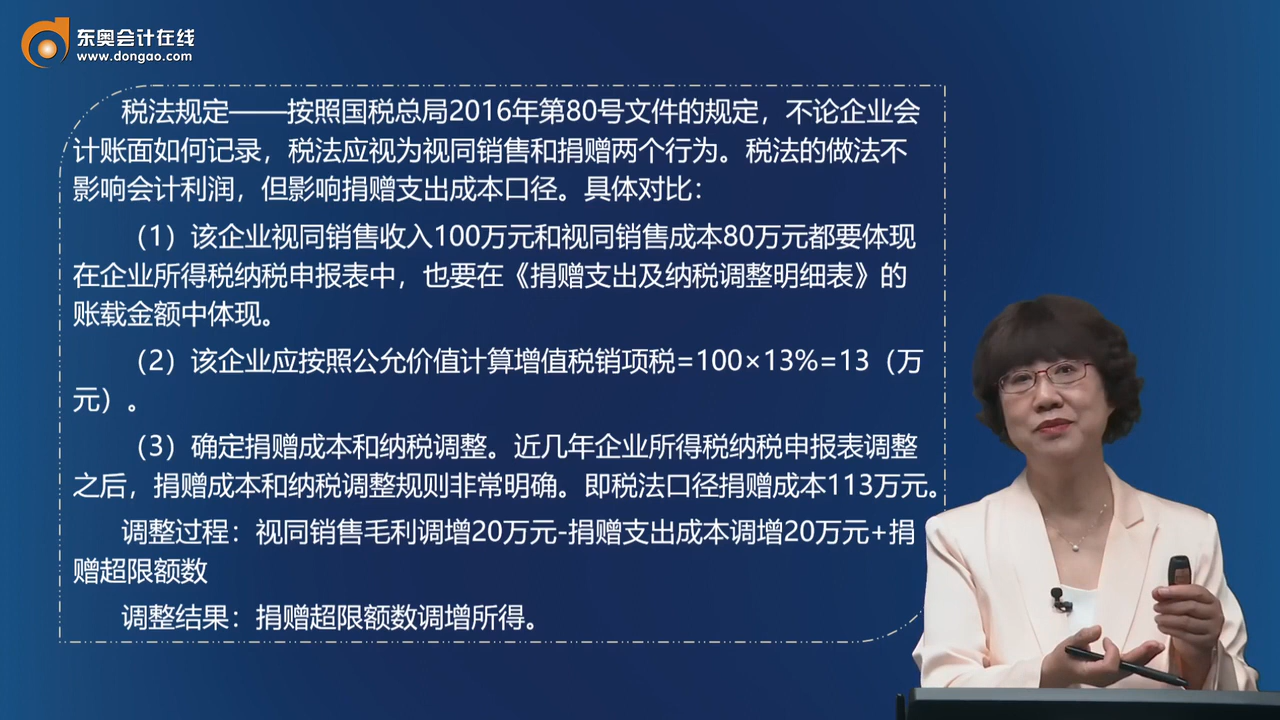 东奥会计在线
www.dongao.com
税法规定——按照国税总局2016年第80号文件的规定，不论企业会
计账面如何记录，税法应视为视同销售和捐赠两个行为。税法的做法不
影响会计利润，但影响捐赠支出成本口径。具体对比：
（1）该企业视同销售收入100万元和视同销售成本80万元都要体现
在企业所得税纳税申报表中，也要在《捐赠支出及纳税调整明细表》的
账载金额中体现。
（2）该企业应按照公允价值计算增值税销项税=100×13%=13（万
元）。
（3）确定捐赠成本和纳税调整。近几年企业所得税纳税申报表调整
之后，捐赠成本和纳税调整规则非常明确。即税法口径捐赠成本113万元。
调整过程：视同销售毛利调增20万元-捐赠支出成本调增20万元+捐
赠超限额数
调整结果：捐赠超限额数调增所得。